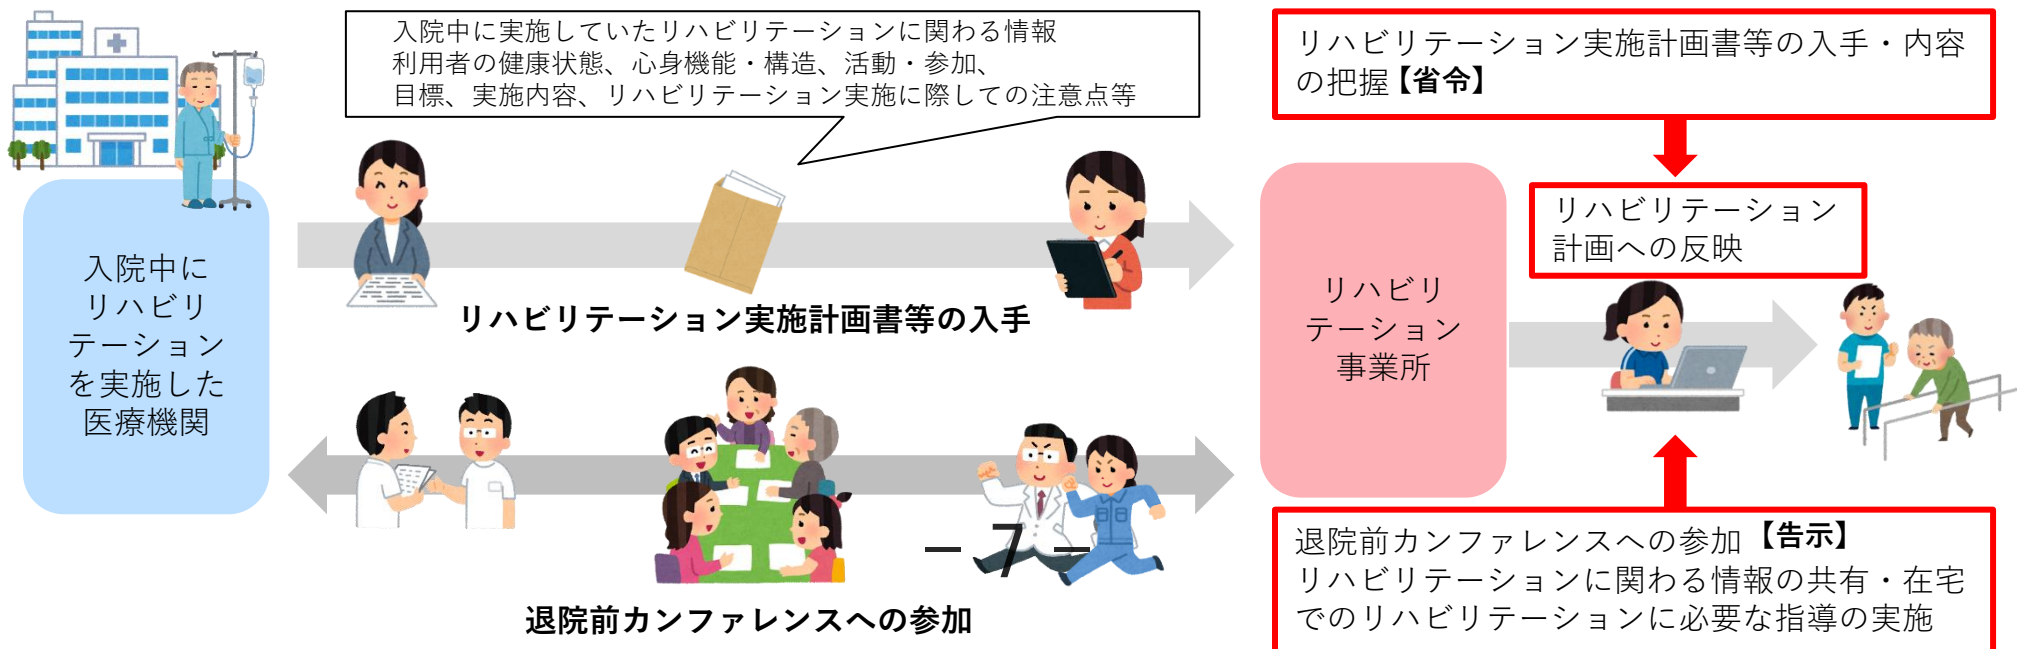 入院中に実施していたリハビリテーションに関わる情報
利用者の健康状態、心身機能・構造、活動・参加、
目標、実施内容、リハビリテーション実施に際しての注意点等
リハビリテーション実施計画書等の入手・内容
の把握【省令】
リハビリテーション
計画への反映
入院中に
リハビリ
テーション
を実施した
医療機関
リハビリテーション実施計画書等の入手
リハビリ
テーション
事業所
退院前カンファレンスへの参加【告示】
リハビリテーションに関わる情報の共有・在宅
でのリハビリテーションに必要な指導の実施
― 7 ―
退院前カンファレンスへの参加